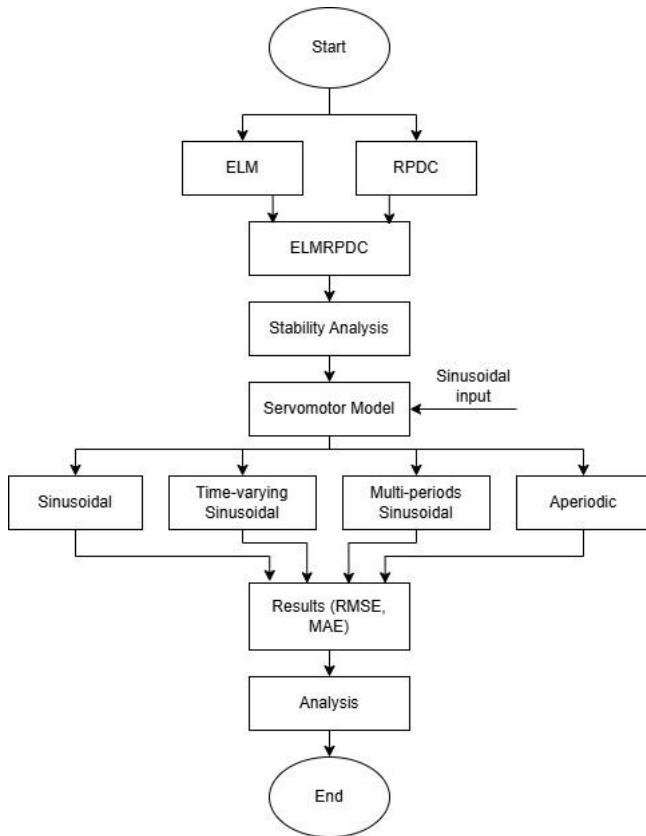 Start
ELM
RPDC
ELMRPDC
Stability Analysis
Sinusoidal
input
Servomotor Model
Sinusoidal
Time-varying
Sinusoidal
Multi-periods
Sinusoidal
Aperiodic
Results (RMSE,
MAE)
Analysis
End